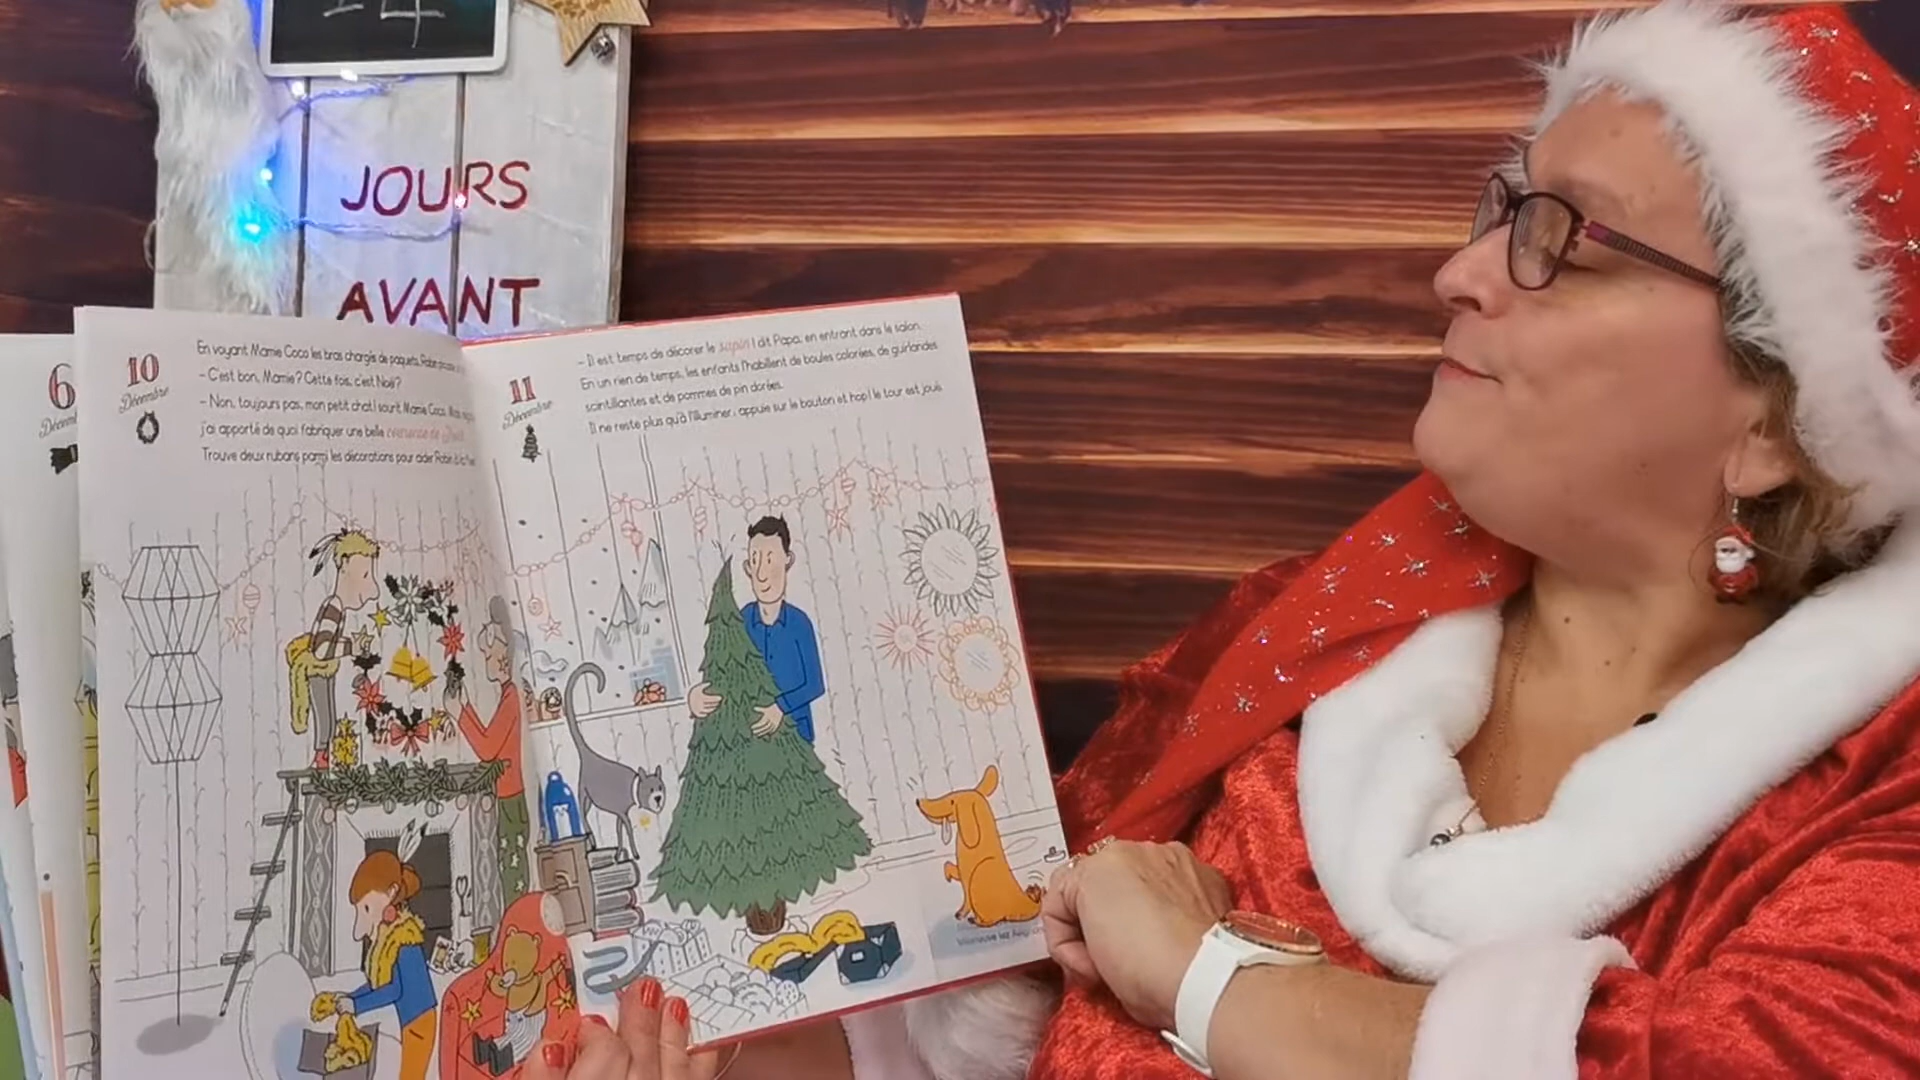 14
JOURS
AVANT
6
10
Décembre
En voyant Mamie Coco les bras chargés de paquets, Robin
– C'est bon, Mamie? Cette fois, c'est Noël?
– Non, toujours pas, mon petit chat! sourit Mamie Coco. Mais
j'ai apporté de quoi fabriquer une belle couronne de
Trouve deux rubans parmi les décorations pour aider Robin à la
11
Décembre
– Il est temps de décorer le sapin! dit Papa, en entrant dans le salon.
En un rien de temps, les enfants l'habillent de boules colorées, de guirlandes
scintillantes et de pommes de pin dorées.
Il ne reste plus qu'à l'illuminer: appuie sur le bouton et hop! le tour est joué.